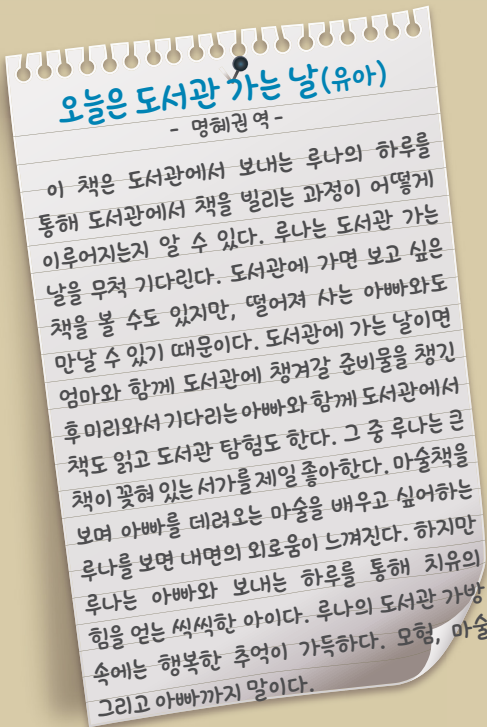 오늘은 도서관 가는 날(유아)
- 명혜권 역 -
이 책은 도서관에서 보내는 루나의 하루를
통해 도서관에서 책을 빌리는 과정이 어떻게
이루어지는지 알 수 있다. 루나는 도서관 가는
날을 무척 기다린다. 도서관에 가면 보고 싶은
책을 볼 수도 있지만, 떨어져 사는 아빠와도
만날 수 있기 때문이다. 도서관에 가는 날이면
엄마와 함께 도서관에 챙겨갈 준비물을 챙긴
후 미리와서 기다리는 아빠와 함께 도서관에서
책도 읽고 도서관 탐험도 한다. 그 중 루나는 큰
책이 꽂혀 있는 서가를 제일 좋아한다. 마술책을
보며 아빠를 데려오는 마술을 배우고 싶어하는
루나를 보면 내면의 외로움이 느껴진다. 하지만
루나는 아빠와 보내는 하루를 통해 치유의
힘을 얻는 씩씩한 아이다. 루나의 도서관 가방
속에는 행복한 추억이 가득하다. 모험, 마술
그리고 아빠까지 말이다.